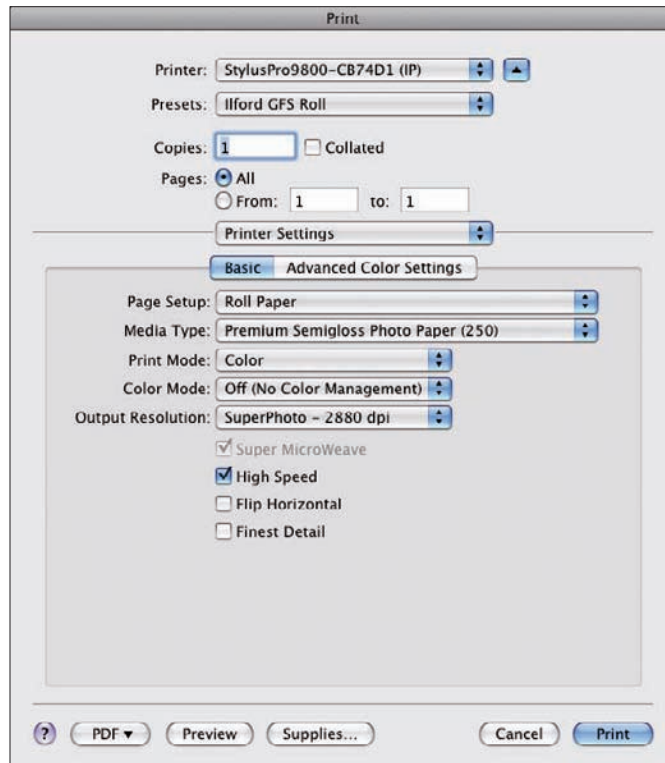 Print
Printer: StylusPro9800-CB74D1 (IP)
Presets: Ilford GFS Roll
Copies: 1 Collated
Pages: All
From: 1 to: 1
Printer Settings
Basic Advanced Color Settings
Page Setup: Roll Paper
Media Type: Premium Semigloss Photo Paper (250)
Print Mode: Color
Color Mode: Off (No Color Management)
Output Resolution: SuperPhoto - 2880 dpi
Super MicroWeave
High Speed
Flip Horizontal
Finest Detail
? PDF ▾ Preview Supplies... Cancel Print